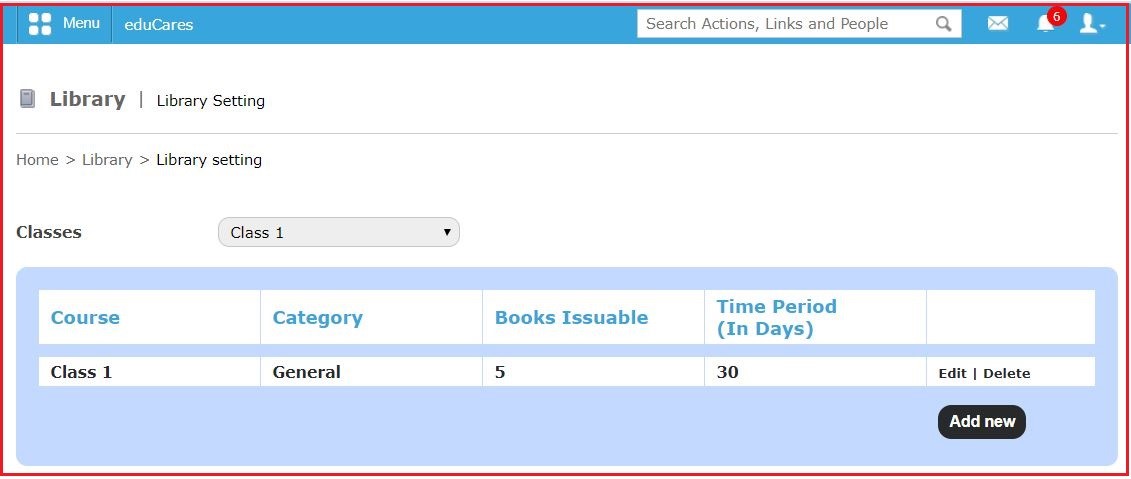 Menu eduCares Search Actions, Links and People 6
Library | Library Setting
Home > Library > Library setting
Classes Class 1
Course Category Books Issuable Time Period (In Days)
Class 1 General 5 30 Edit | Delete
Add new